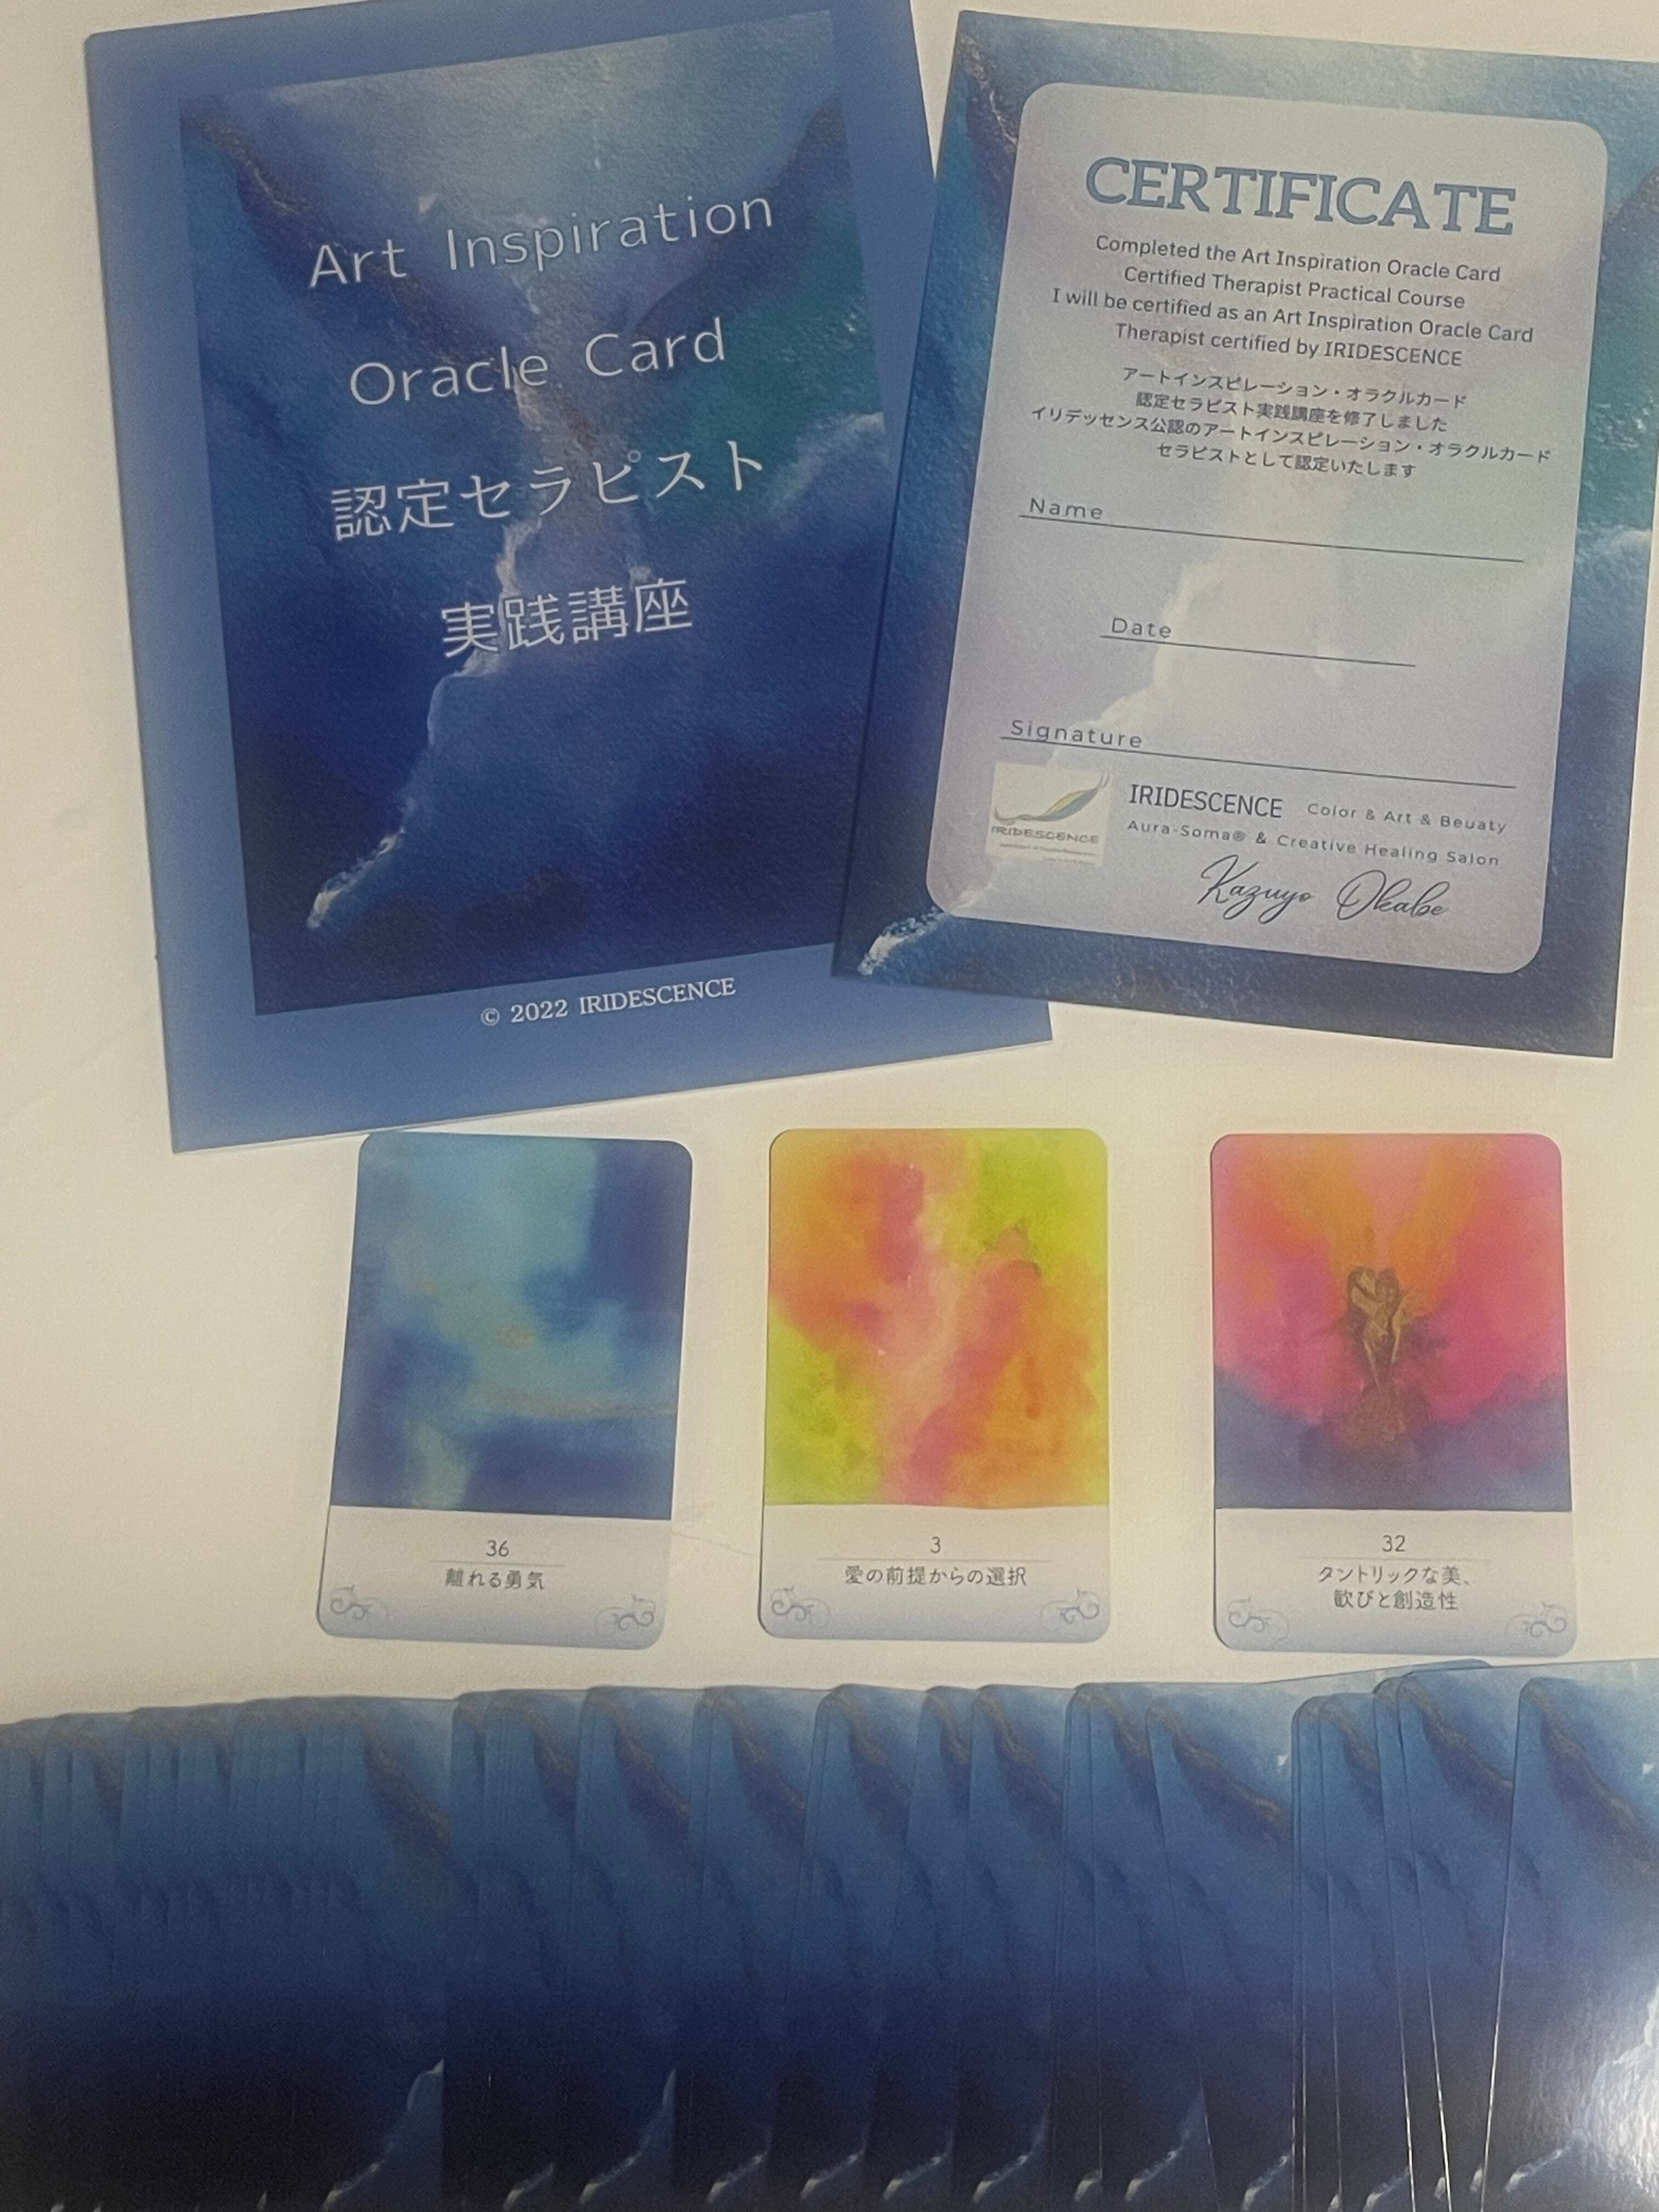 Art Inspiration
Oracle Card
認定セラピスト
実践講座
© 2022 IRIDESCENCE
CERTIFICATE
Completed the Art Inspiration Oracle Card
Certified Therapist Practical Course
I will be certified as an Art Inspiration Oracle Card
Therapist certified by IRIDESCENCE
アートインスピレーション・オラクルカード
認定セラピスト実践講座を修了しました
イリデッセンス公認のアートインスピレーション・オラクルカード
セラピストとして認定いたします
Name
Date
Signature
IRIDESCENCE
IRIDESCENCE Color & Art & Beuaty
Aura-Soma® & Creative Healing Salon
Kazuyo Okabe
36
離れる勇気
3
愛の前提からの選択
32
タントリックな美、
歓びと創造性